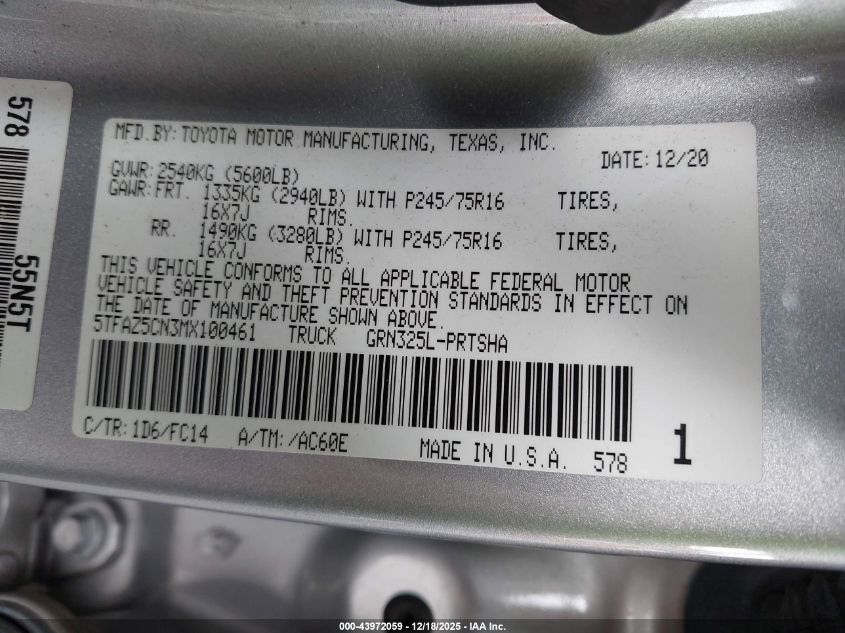 578
55N5T
MFD.BY:TOYOTA MOTOR MANUFACTURING, TEXAS, INC.
DATE:12/20
GVWR:2540KG (5600LB)
GAWR:FRT. 1335KG (2940LB) WITH P245/75R16 TIRES,
16X7J RIMS.
RR. 1490KG (3280LB) WITH P245/75R16 TIRES,
16X7J RIMS.
THIS VEHICLE CONFORMS TO ALL APPLICABLE FEDERAL MOTOR
VEHICLE SAFETY AND THEFT PREVENTION STANDARDS IN EFFECT ON
THE DATE OF MANUFACTURE SHOWN ABOVE.
5TFAZ5CN3MX100461 TRUCK GRN325L-PRTSHA
C/TR:1D6/FC14 A/TM:/AC60E MADE IN U.S.A. 578 1
000-43972059 - 12/18/2025 - IAA Inc.